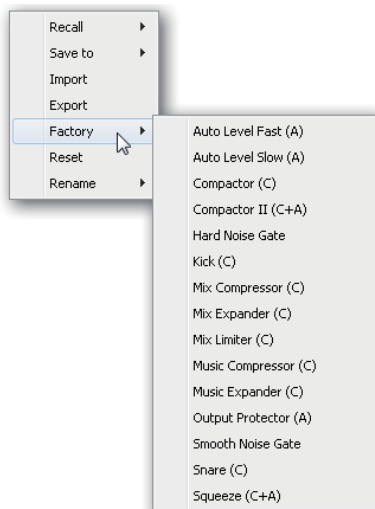 Recall
Save to
Import
Export
Factory
Reset
Rename
Auto Level Fast (A)
Auto Level Slow (A)
Compactor (C)
Compactor II (C+A)
Hard Noise Gate
Kick (C)
Mix Compressor (C)
Mix Expander (C)
Mix Limiter (C)
Music Compressor (C)
Music Expander (C)
Output Protector (A)
Smooth Noise Gate
Snare (C)
Squeeze (C+A)